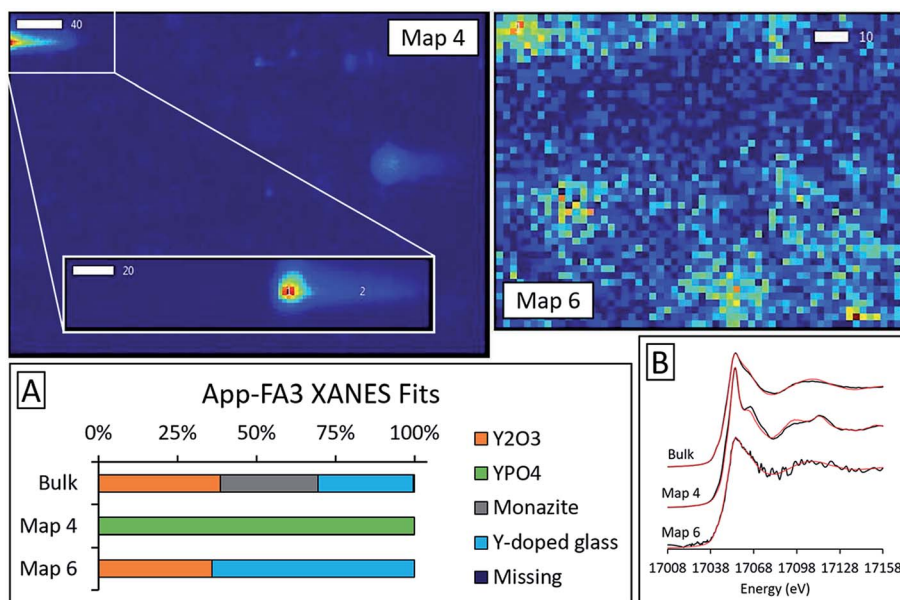 40
Map 4
10
20
2
Map 6
A
App-FA3 XANES Fits
0% 25% 50% 75% 100%
Bulk
Map 4
Map 6
Y2O3
YPO4
Monazite
Y-doped glass
Missing
B
Bulk
Map 4
Map 6
17008 17038 17068 17098 17128 17158
Energy (eV)